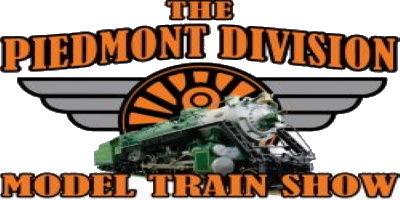 THE
PIEDMONT DIVISION
MODEL TRAIN SHOW